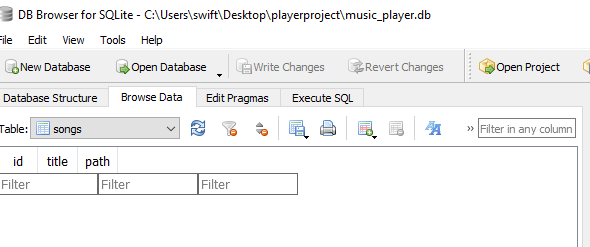 DB Browser for SQLite - C:\Users\swift\Desktop\playerproject\music_player.db
File Edit View Tools Help
New Database Open Database Write Changes Revert Changes Open Project
Database Structure Browse Data Edit Pragmas Execute SQL
Table: songs » Filter in any column
id title path
Filter Filter Filter